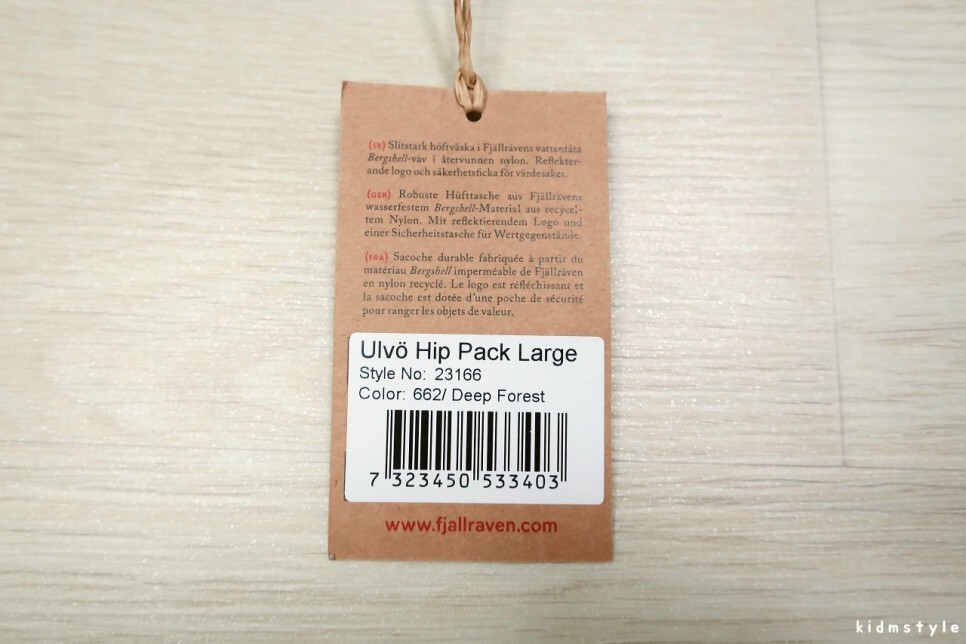 (SE) Slitstark höftväska i Fjällrävens vattentäta
Bergshell-väv i återvunnen nylon. Reflekter-
ande logo och säkerhetsficka för värdesaker.
(GER) Robuste Hüfttasche aus Fjällrävens
wasserfestem Bergshell-Material aus recycel-
tem Nylon. Mit reflektierendem Logo und
einer Sicherheitstasche für Wertgegenstände.
(FRA) Sacoche durable fabriquée à partir du
matériau Bergshell imperméable de Fjällräven
en nylon recyclé. Le logo est réfléchissant et
la sacoche est dotée d'une poche de sécurité
pour ranger les objets de valeur.
Ulvö Hip Pack Large
Style No: 23166
Color: 662/ Deep Forest
7 323450 533403
www.fjallraven.com
kidmstyle